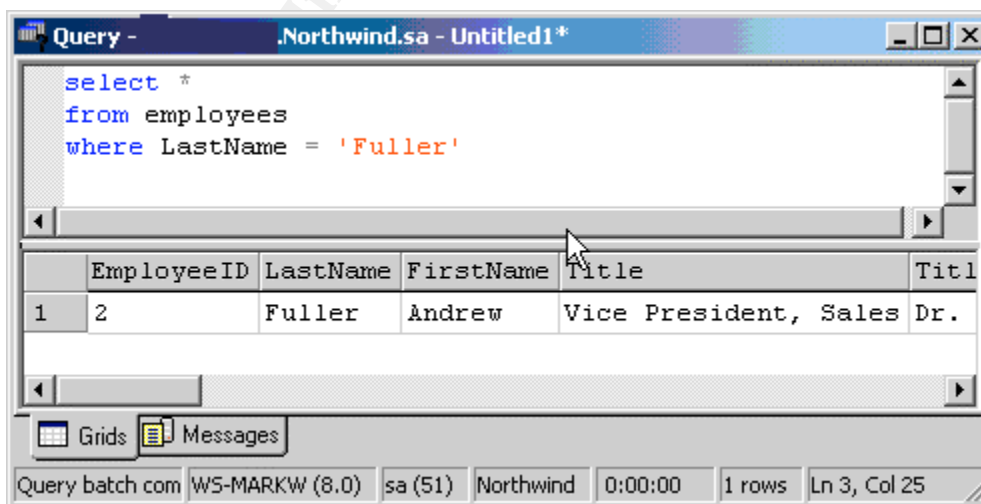 Query - .Northwind.sa - Untitled1*
select *
from employees
where LastName = 'Fuller'
EmployeeID LastName FirstName Title Titl
1 2 Fuller Andrew Vice President, Sales Dr.
Grids Messages
Query batch com WS-MARKW (8.0) sa (51) Northwind 0:00:00 1 rows Ln 3, Col 25